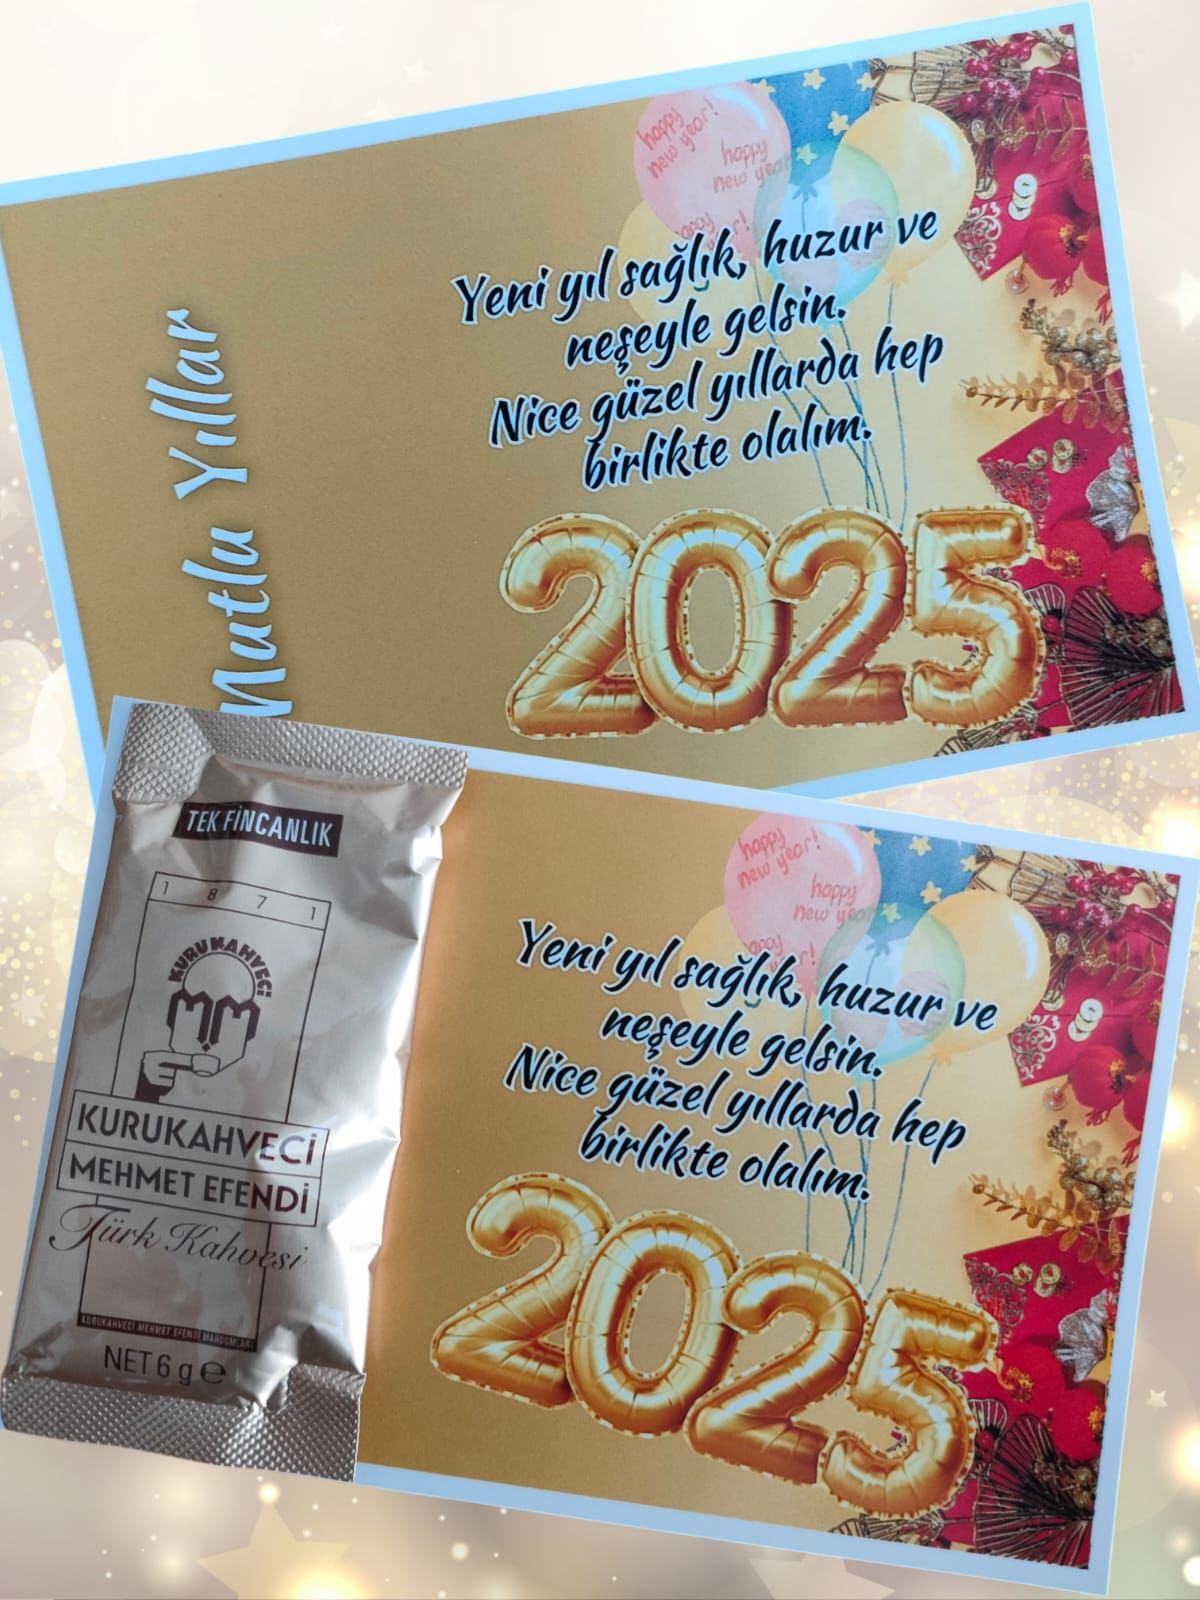 happy
new year!
happy
new year
happy
Yeni yıl sağlık, huzur ve
neşeyle gelsin.
Nice güzel yıllarda hep
birlikte olalım.
2025
Mutlu Yıllar
TEK FİNCANLIK
1 8 7 1
KURUKAHVECİ
MM
KURUKAHVECİ
MEHMET EFENDİ
Türk Kahvesi
KURUKAHVECİ MEHMET EFENDİ MAHDUMLARI
NET 6 g e
happy
new year!
happy
new year
happy
Yeni yıl sağlık, huzur ve
neşeyle gelsin.
Nice güzel yıllarda hep
birlikte olalım.
2025